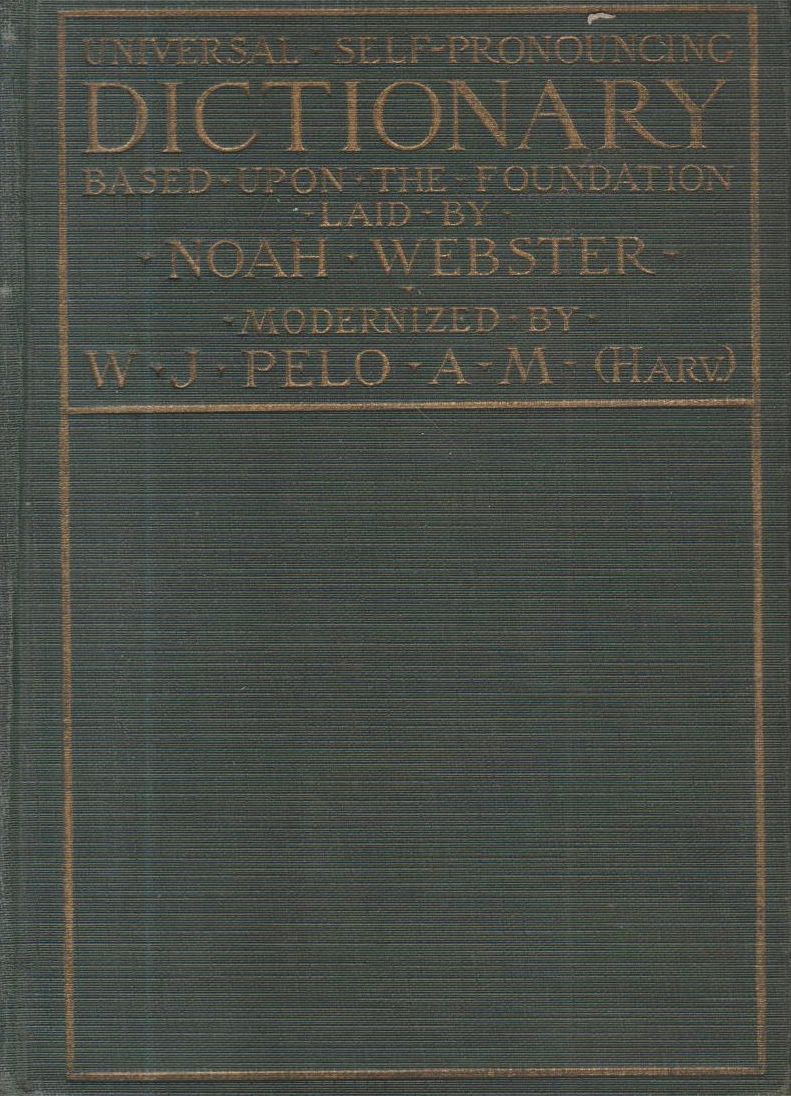 UNIVERSAL · SELF-PRONOUNCING
DICTIONARY
BASED · UPON · THE · FOUNDATION
· LAID · BY ·
· NOAH · WEBSTER ·
· MODERNIZED · BY ·
W · J · PELO · A · M · (HARV.)